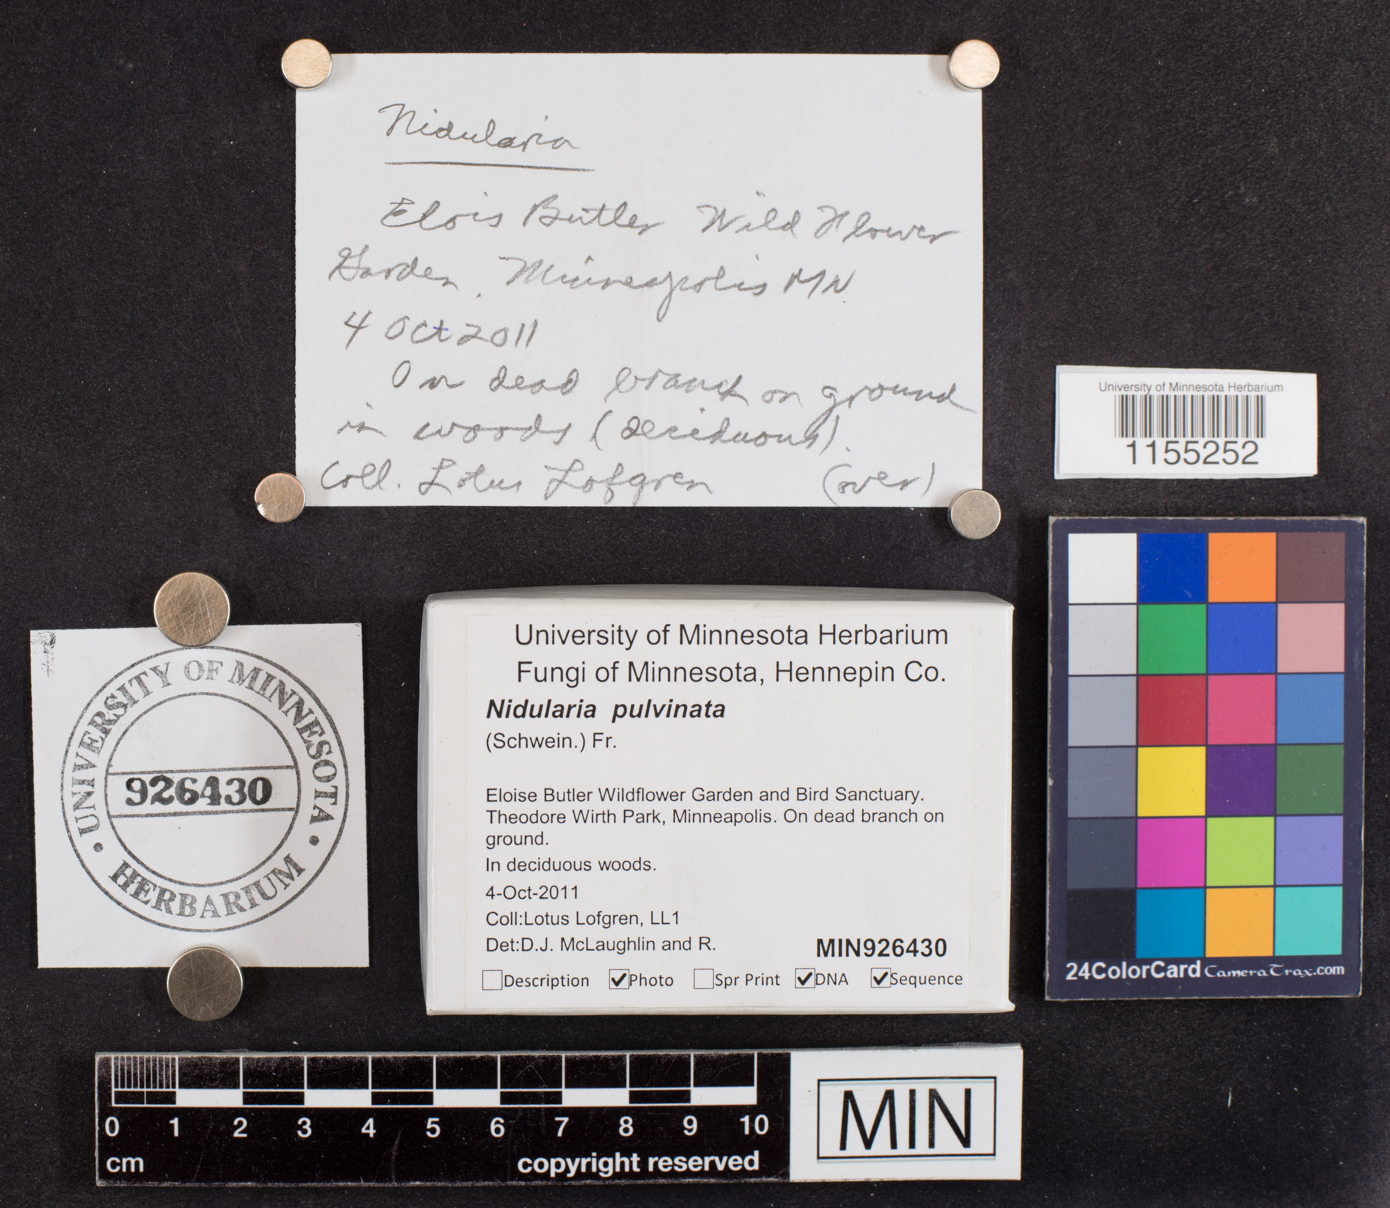 Nidularia
Elois Butler Wild Flower
Garden, Minneapolis MN
4 Oct 2011
On dead branch on ground
in woods (deciduous).
Coll. Lotus Lofgren (over)
University of Minnesota Herbarium
1155252
UNIVERSITY OF MINNESOTA
926430
• HERBARIUM •
University of Minnesota Herbarium
Fungi of Minnesota, Hennepin Co.
Nidularia pulvinata
(Schwein.) Fr.
Eloise Butler Wildflower Garden and Bird Sanctuary.
Theodore Wirth Park, Minneapolis. On dead branch on
ground.
In deciduous woods.
4-Oct-2011
Coll:Lotus Lofgren, LL1
Det:D.J. McLaughlin and R.
MIN926430
☐Description ☑Photo ☐Spr Print ☑DNA ☑Sequence
24ColorCard CameraTrax.com
0 1 2 3 4 5 6 7 8 9 10
cm copyright reserved
MIN